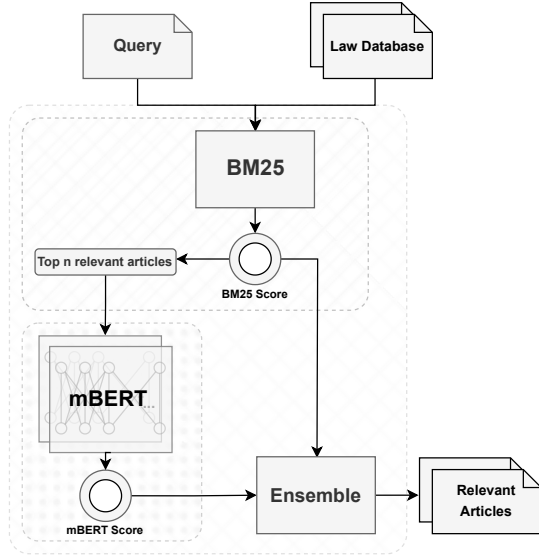 Query
Law Database
BM25
Top n relevant articles
BM25 Score
mBERT...
mBERT Score
Ensemble
Relevant
Articles